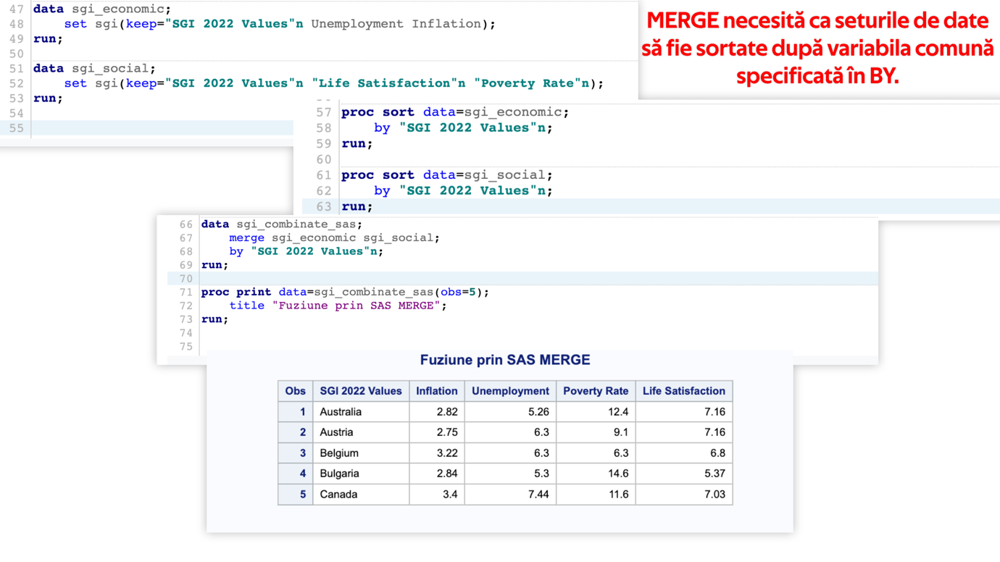 47 data sgi_economic;
48 set sgi(keep="SGI 2022 Values"n Unemployment Inflation);
49 run;
50
51 data sgi_social;
52 set sgi(keep="SGI 2022 Values"n "Life Satisfaction"n "Poverty Rate"n);
53 run;
54
55
MERGE necesită ca seturile de date
să fie sortate după variabila comună
specificată în BY.
57 proc sort data=sgi_economic;
58 by "SGI 2022 Values"n;
59 run;
60
61 proc sort data=sgi_social;
62 by "SGI 2022 Values"n;
63 run;
66 data sgi_combinate_sas;
67 merge sgi_economic sgi_social;
68 by "SGI 2022 Values"n;
69 run;
70
71 proc print data=sgi_combinate_sas(obs=5);
72 title "Fuziune prin SAS MERGE";
73 run;
74
75
Fuziune prin SAS MERGE
Obs SGI 2022 Values Inflation Unemployment Poverty Rate Life Satisfaction
1 Australia 2.82 5.26 12.4 7.16
2 Austria 2.75 6.3 9.1 7.16
3 Belgium 3.22 6.3 6.3 6.8
4 Bulgaria 2.84 5.3 14.6 5.37
5 Canada 3.4 7.44 11.6 7.03